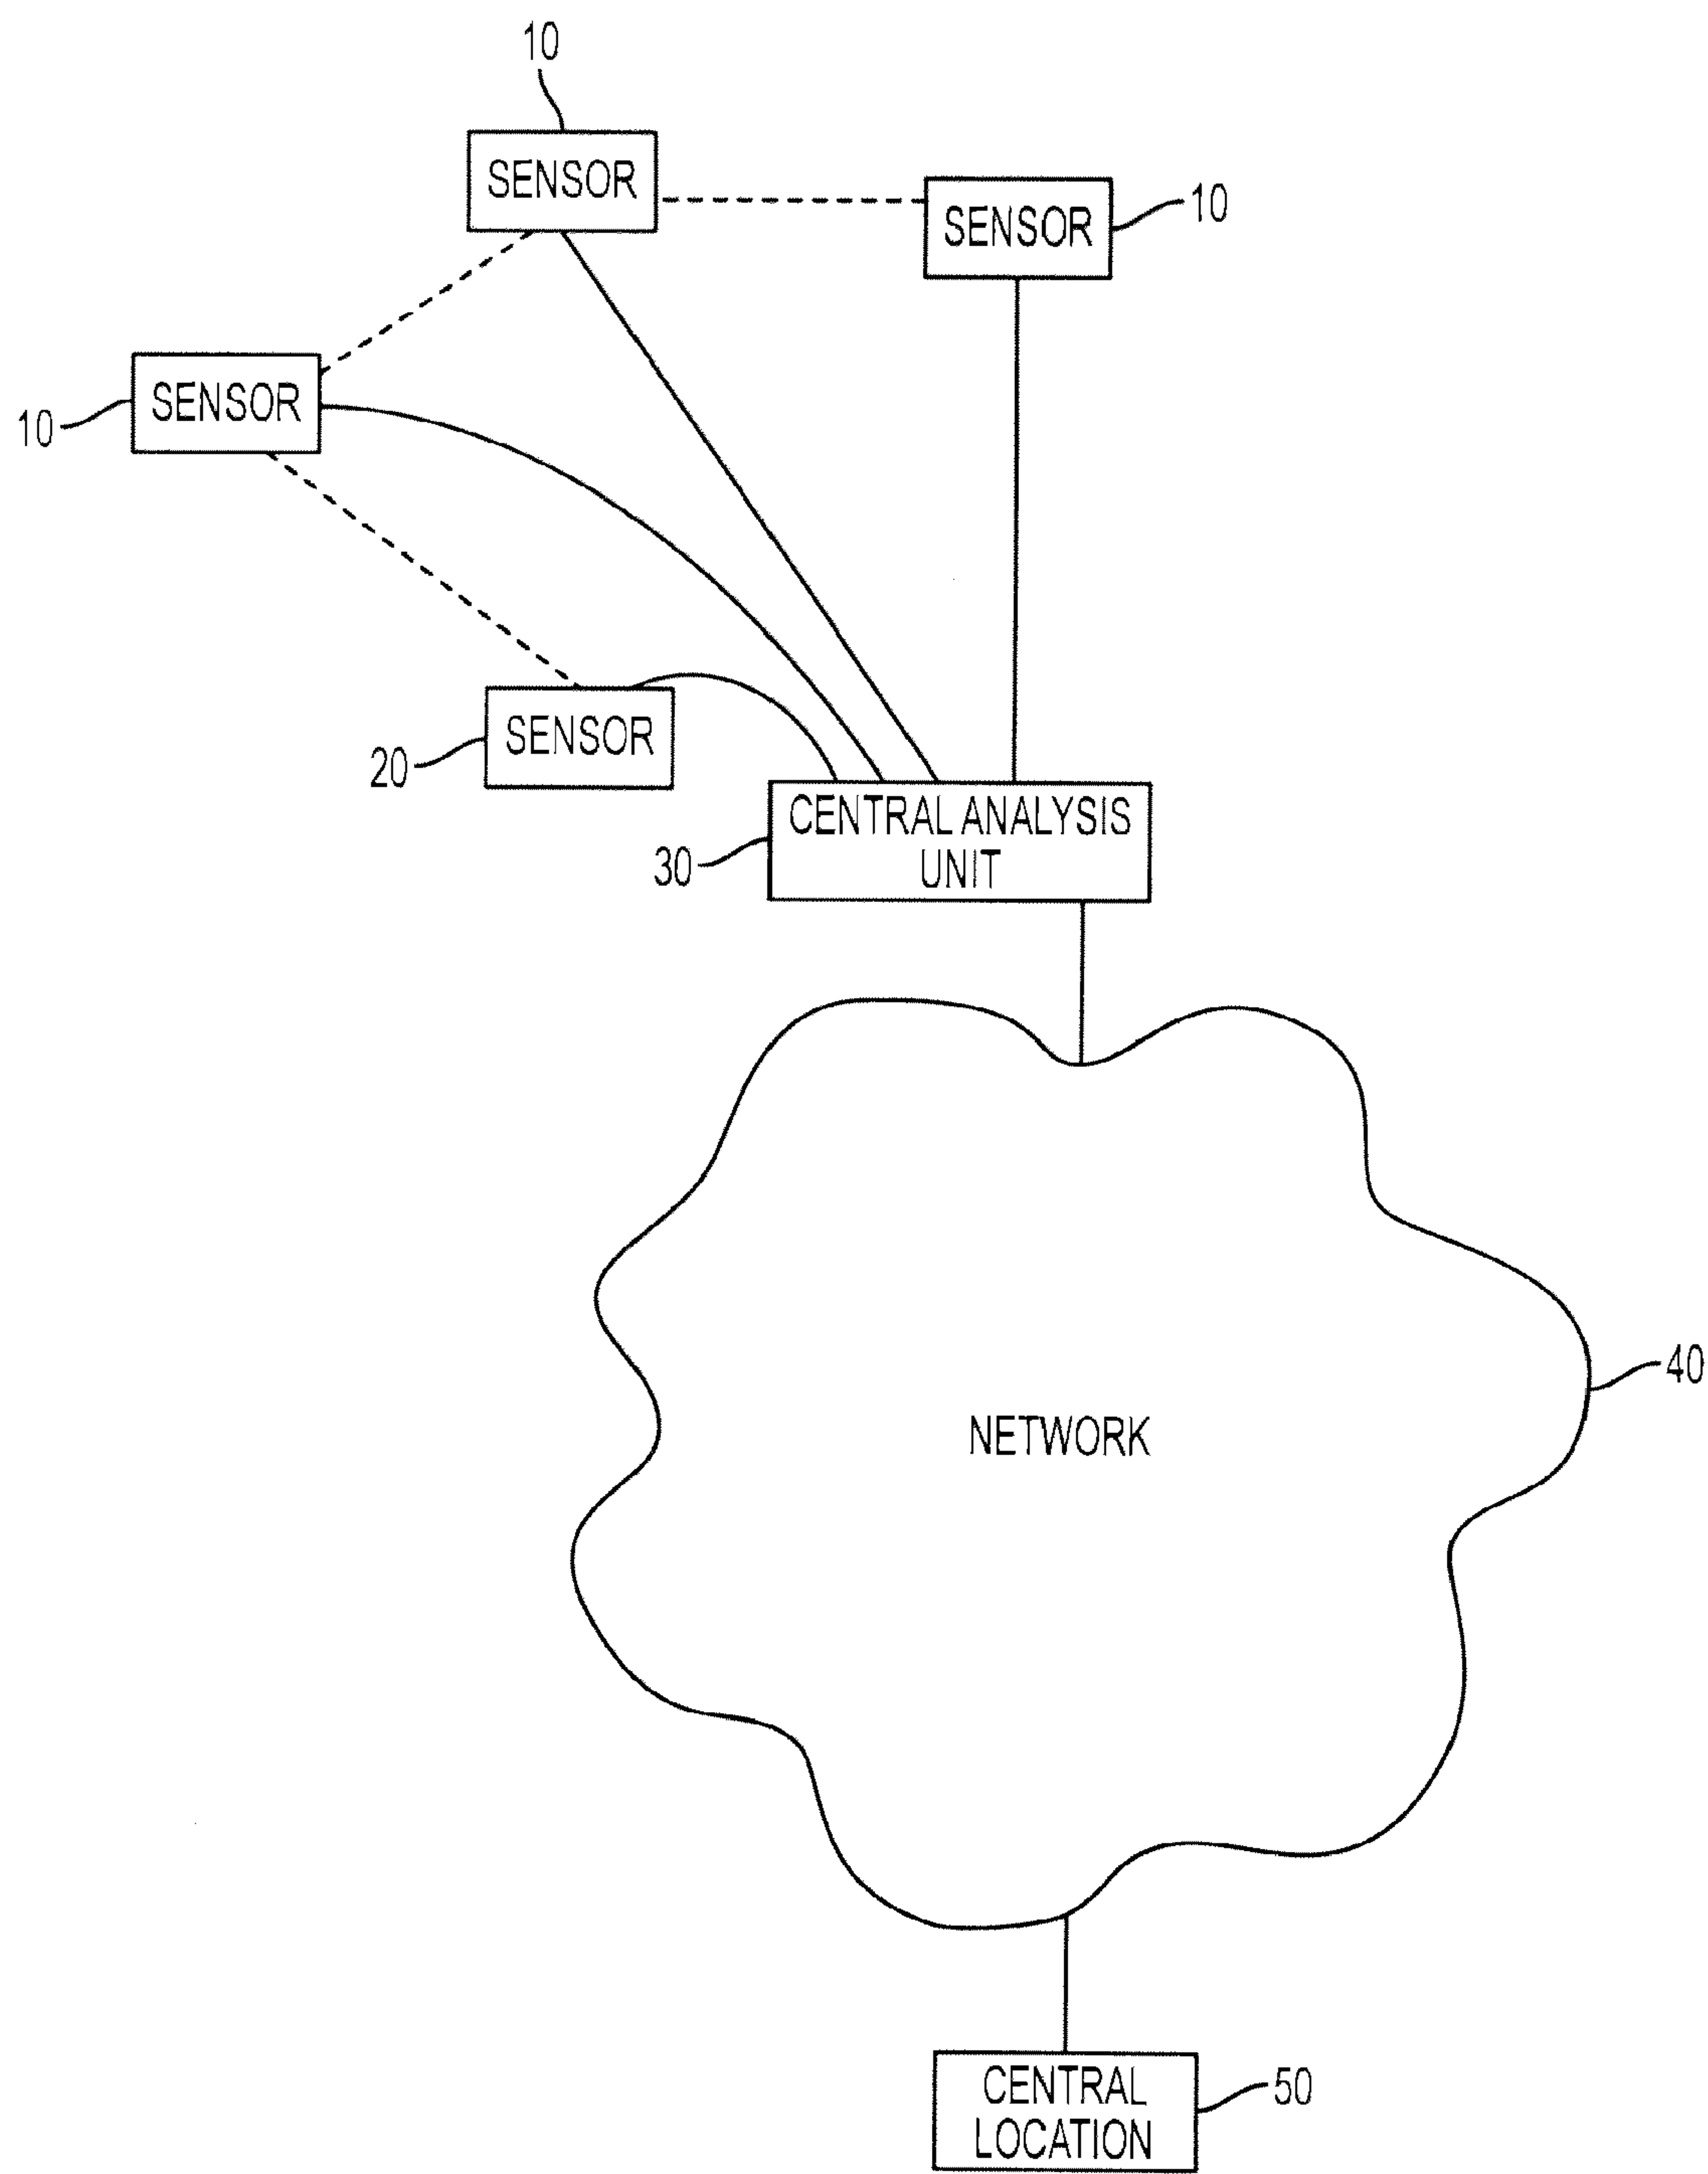 10
SENSOR
SENSOR
10
SENSOR
10
SENSOR
20
CENTRAL ANALYSIS
UNIT
30
40
NETWORK
CENTRAL
LOCATION
50